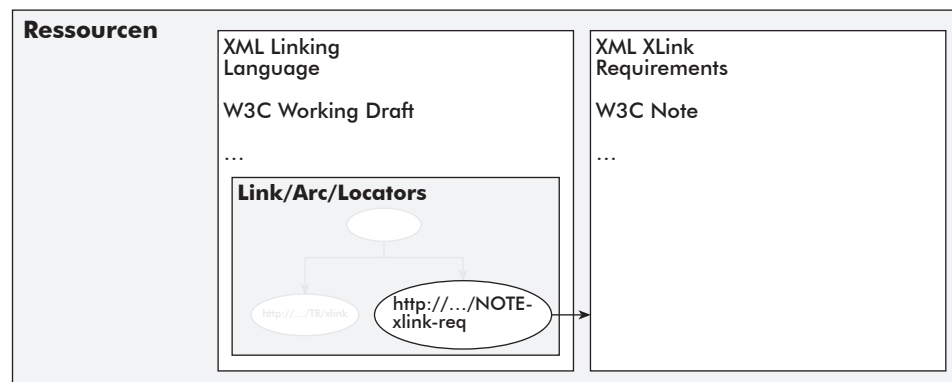 Ressourcen
XML Linking
Language
W3C Working Draft
...
Link/Arc/Locators
http://.../TR/xlink
http://.../NOTE-
xlink-req
XML XLink
Requirements
W3C Note
...